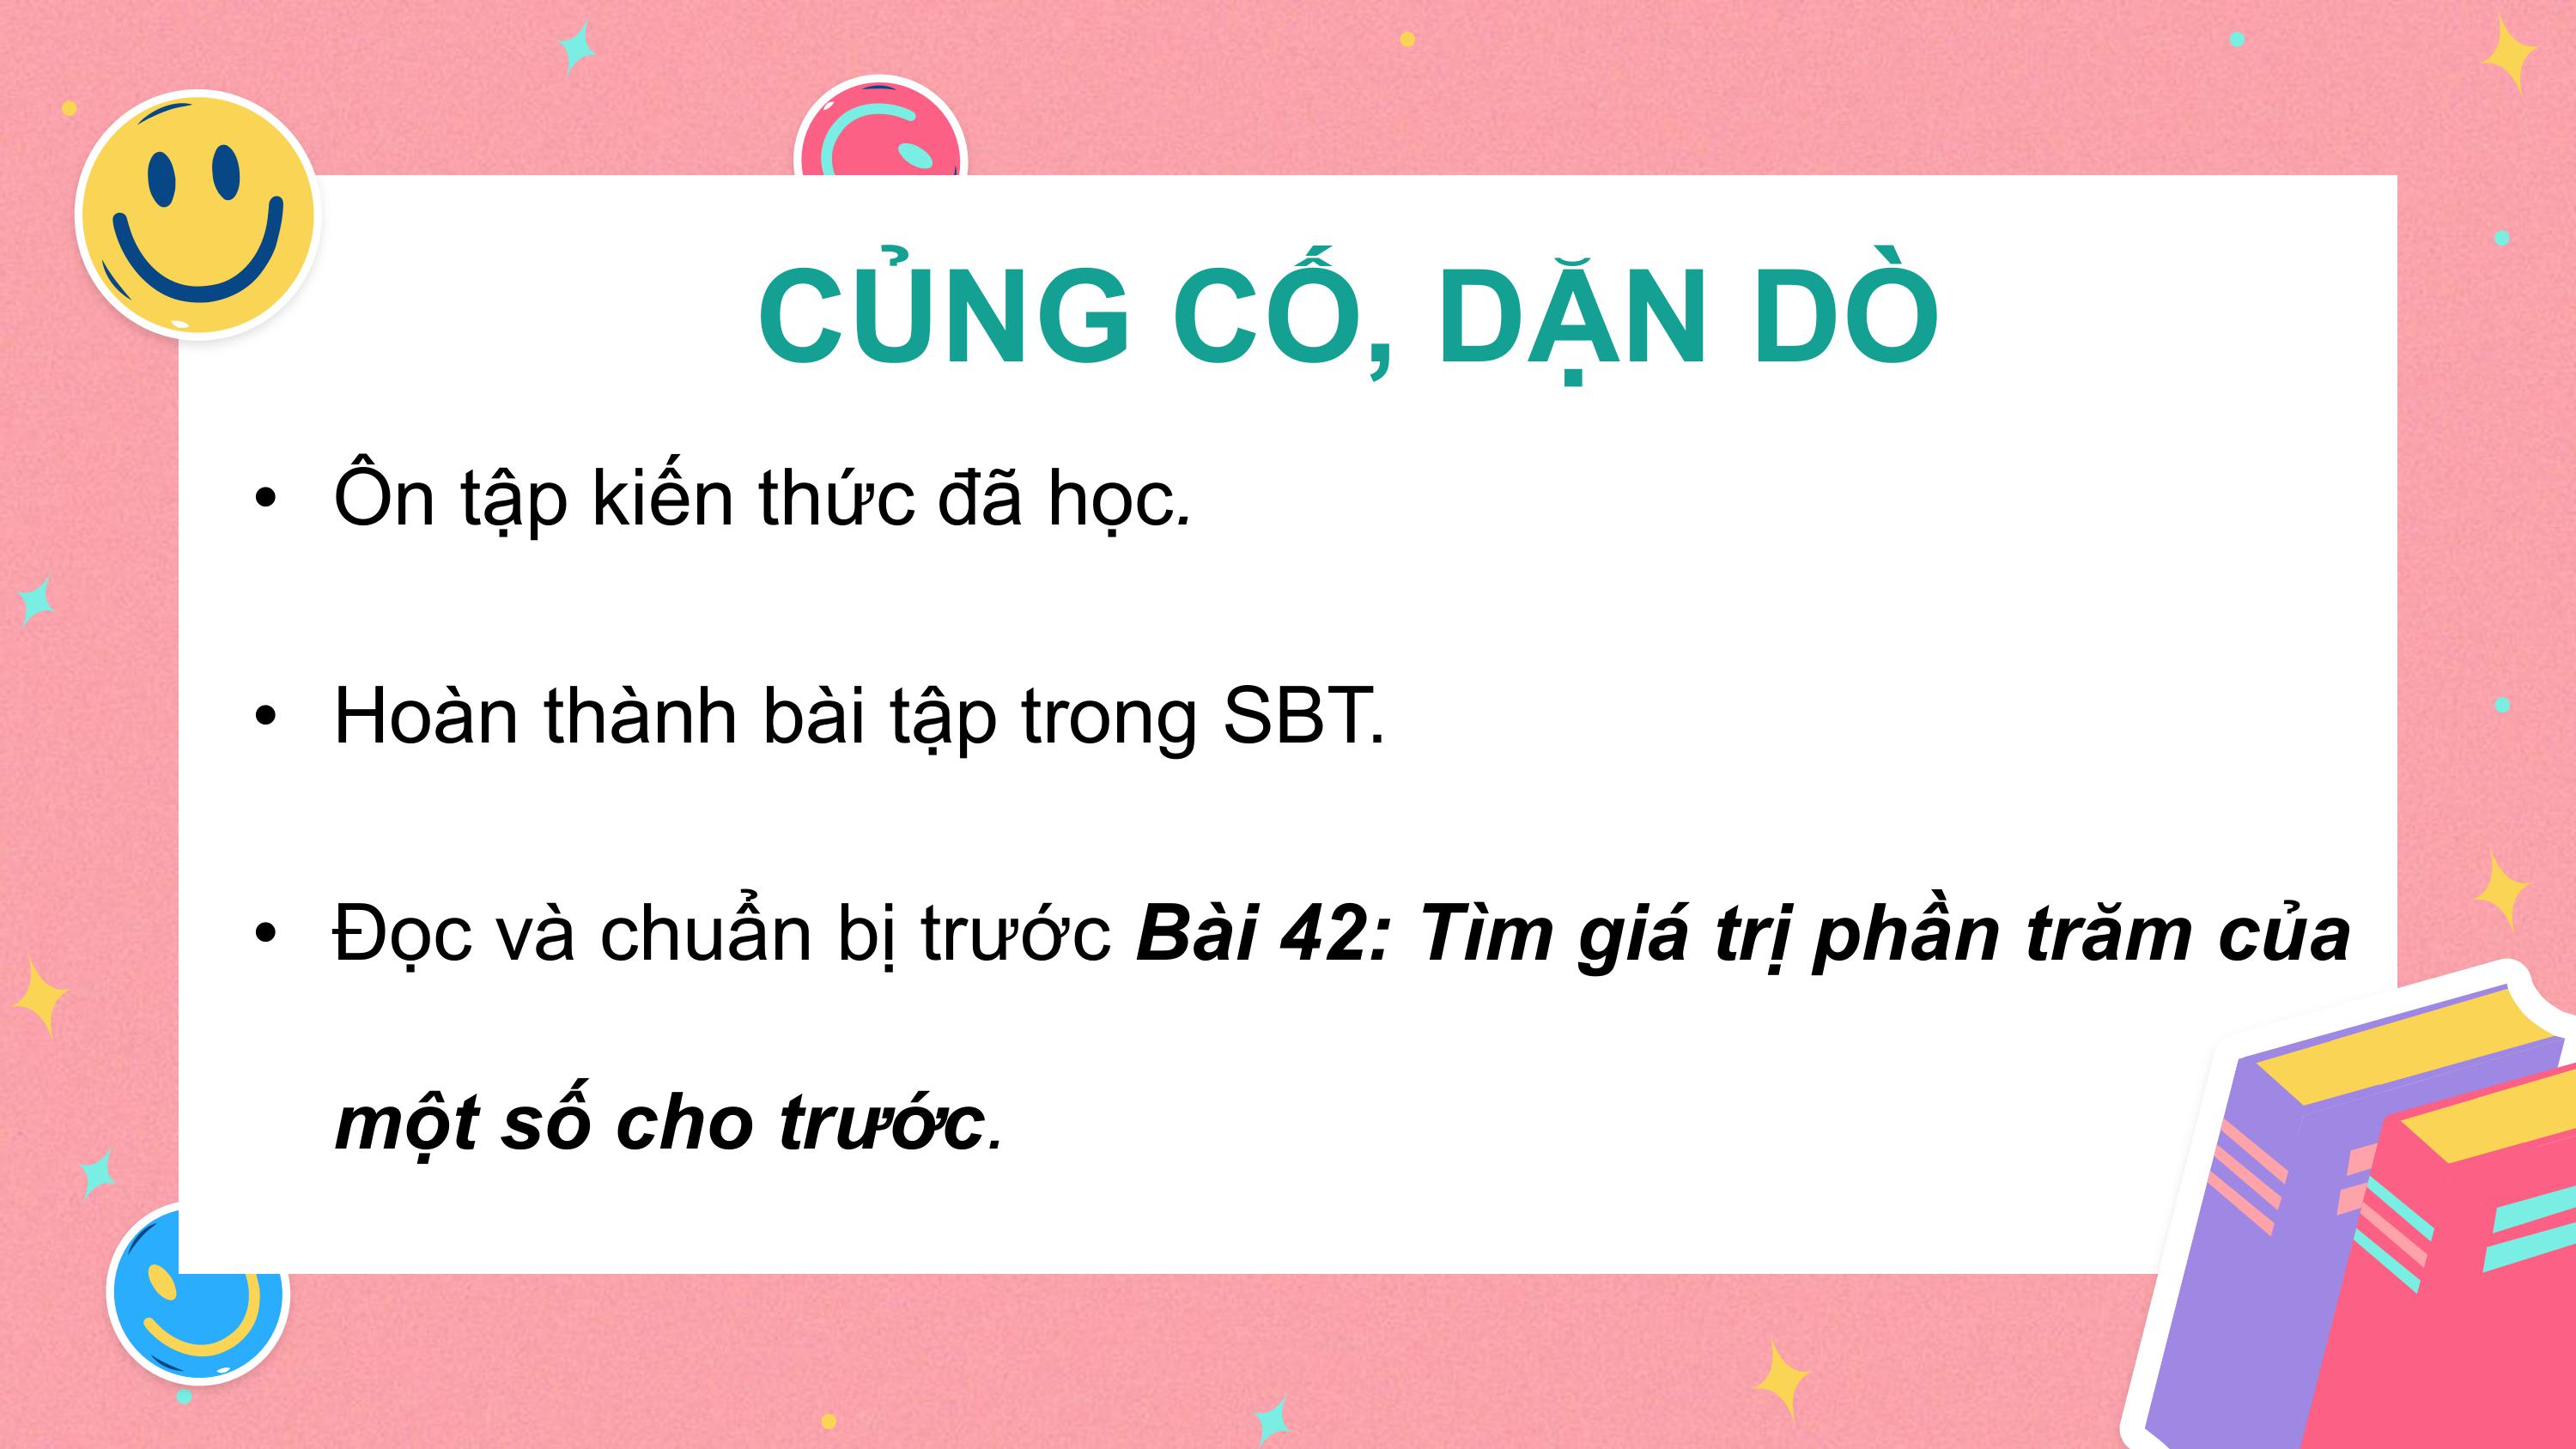 CỦNG CỐ, DẶN DÒ
• Ôn tập kiến thức đã học.
• Hoàn thành bài tập trong SBT.
• Đọc và chuẩn bị trước Bài 42: Tìm giá trị phần trăm của
một số cho trước.